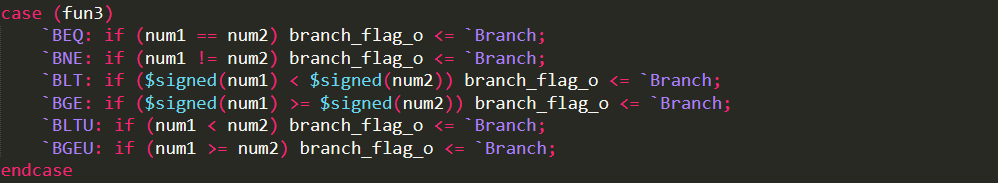 case (fun3)
    `BEQ: if (num1 == num2) branch_flag_o <= `Branch;
    `BNE: if (num1 != num2) branch_flag_o <= `Branch;
    `BLT: if ($signed(num1) < $signed(num2)) branch_flag_o <= `Branch;
    `BGE: if ($signed(num1) >= $signed(num2)) branch_flag_o <= `Branch;
    `BLTU: if (num1 < num2) branch_flag_o <= `Branch;
    `BGEU: if (num1 >= num2) branch_flag_o <= `Branch;
endcase